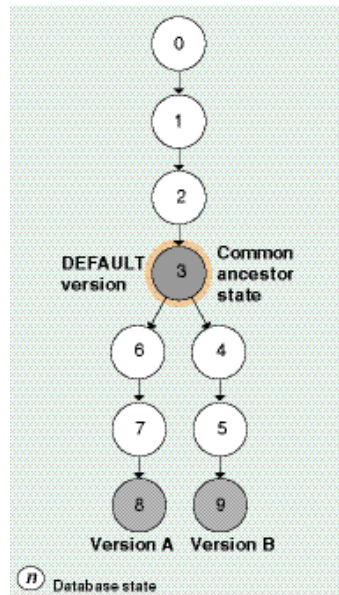 0
1
2
DEFAULT version
3
Common ancestor state
6
4
7
5
8
9
Version A
Version B
n Database state